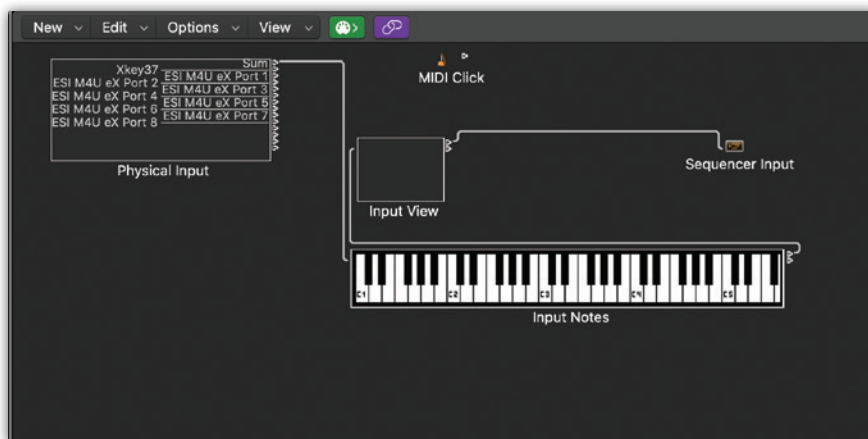 New Edit Options View
Sum
Xkey37
ESI M4U eX Port 1
ESI M4U eX Port 2
ESI M4U eX Port 3
ESI M4U eX Port 4
ESI M4U eX Port 5
ESI M4U eX Port 6
ESI M4U eX Port 7
ESI M4U eX Port 8
Physical Input
MIDI Click
Sequencer Input
Input View
C1 C2 C3 C4 C5
Input Notes